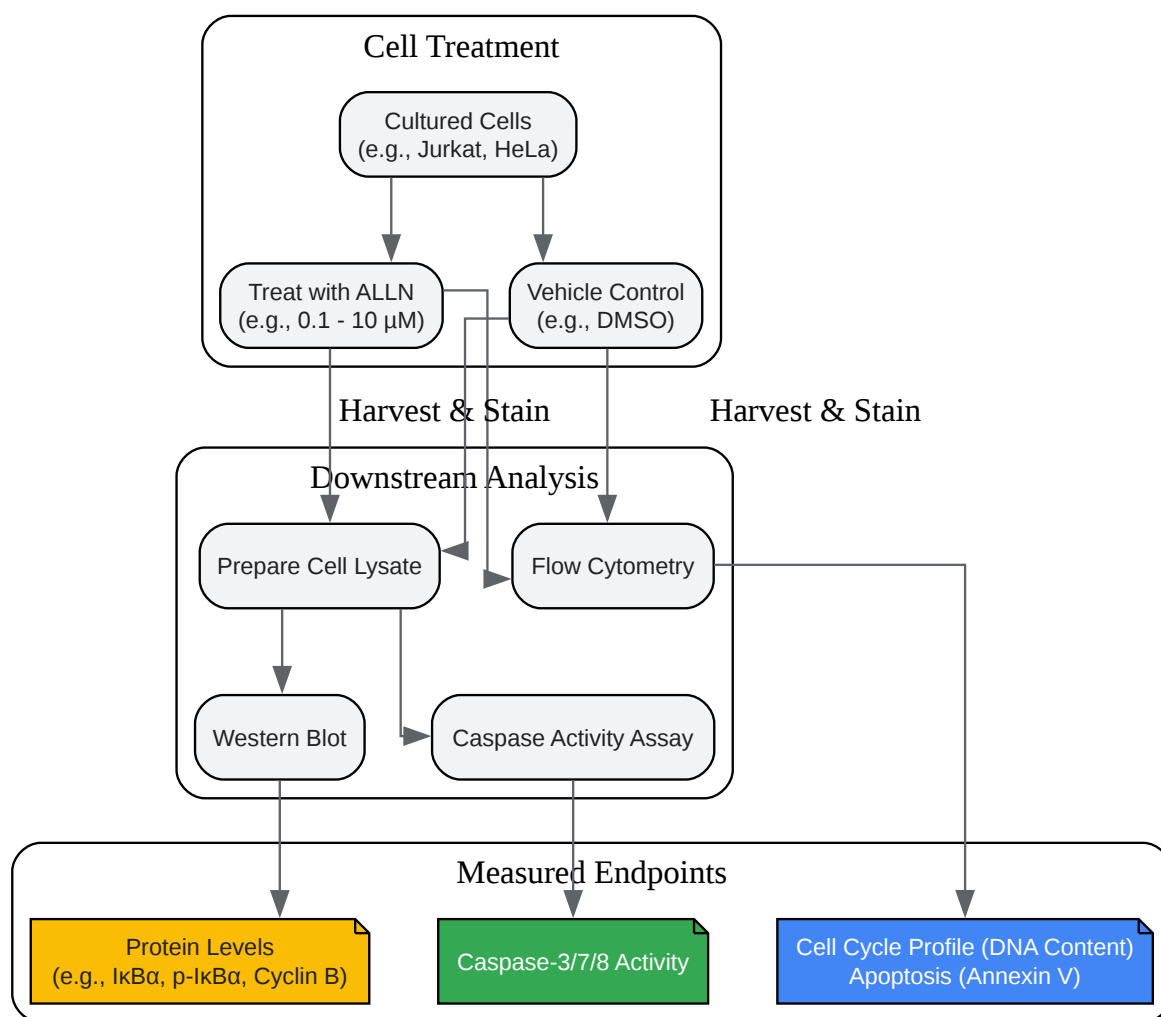 Cell Treatment
Cultured Cells
(e.g., Jurkat, HeLa)
Treat with ALLN
(e.g., 0.1 - 10 µM)
Vehicle Control
(e.g., DMSO)
Harvest & Stain
Harvest & Stain
Downstream Analysis
Prepare Cell Lysate
Flow Cytometry
Western Blot
Caspase Activity Assay
Measured Endpoints
Protein Levels
(e.g., IκBα, p-IκBα, Cyclin B)
Caspase-3/7/8 Activity
Cell Cycle Profile (DNA Content)
Apoptosis (Annexin V)